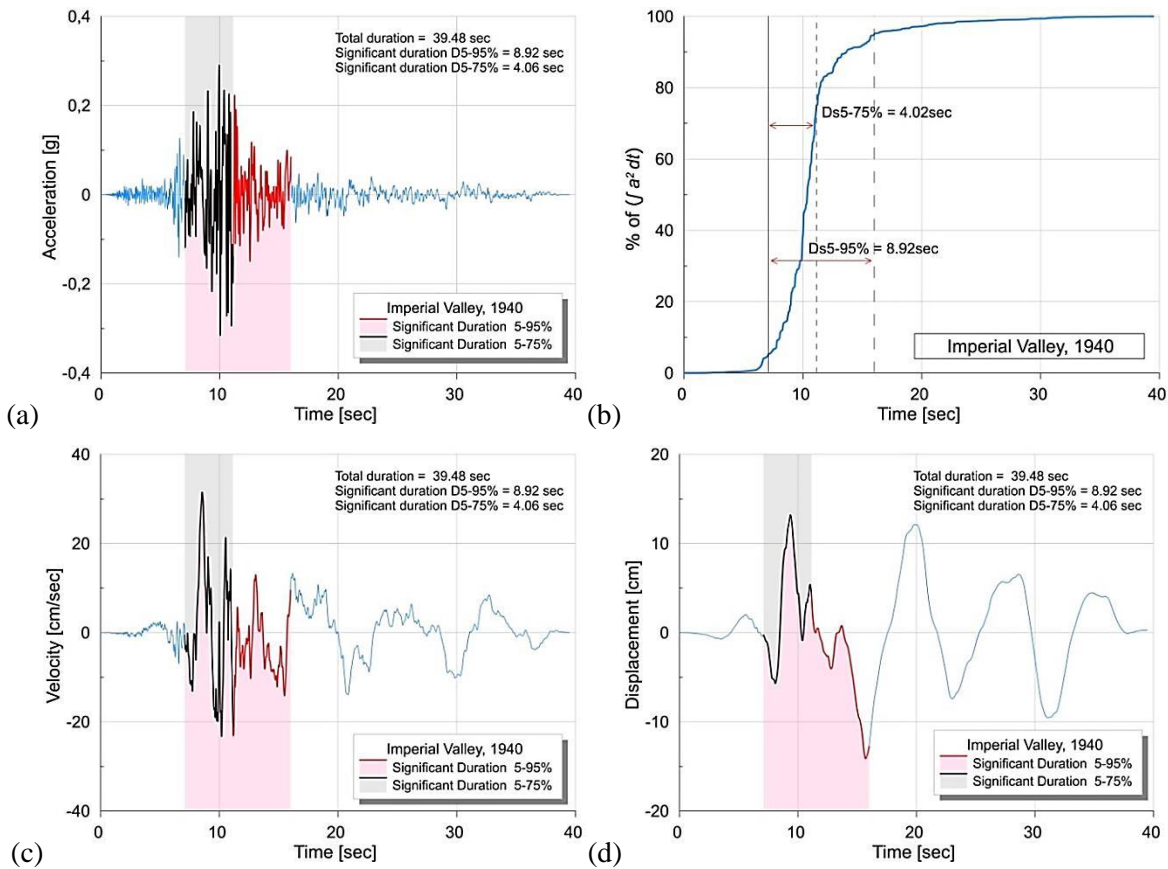 0,4
0,2
0
-0,2
-0,4
Acceleration [g]
Total duration = 39.48 sec
Significant duration D5-95% = 8.92 sec
Significant duration D5-75% = 4.06 sec
Imperial Valley, 1940
Significant Duration 5-95%
Significant Duration 5-75%
0 10 20 30 40
Time [sec]
(a)
100
80
60
40
20
0
% of (∫ a² dt)
Ds5-75% = 4.02sec
Ds5-95% = 8.92sec
Imperial Valley, 1940
0 10 20 30 40
Time [sec]
(b)
40
20
0
-20
-40
Velocity [cm/sec]
Total duration = 39.48 sec
Significant duration D5-95% = 8.92 sec
Significant duration D5-75% = 4.06 sec
Imperial Valley, 1940
Significant Duration 5-95%
Significant Duration 5-75%
0 10 20 30 40
Time [sec]
(c)
20
10
0
-10
-20
Displacement [cm]
Total duration = 39.48 sec
Significant duration D5-95% = 8.92 sec
Significant duration D5-75% = 4.06 sec
Imperial Valley, 1940
Significant Duration 5-95%
Significant Duration 5-75%
0 10 20 30 40
Time [sec]
(d)